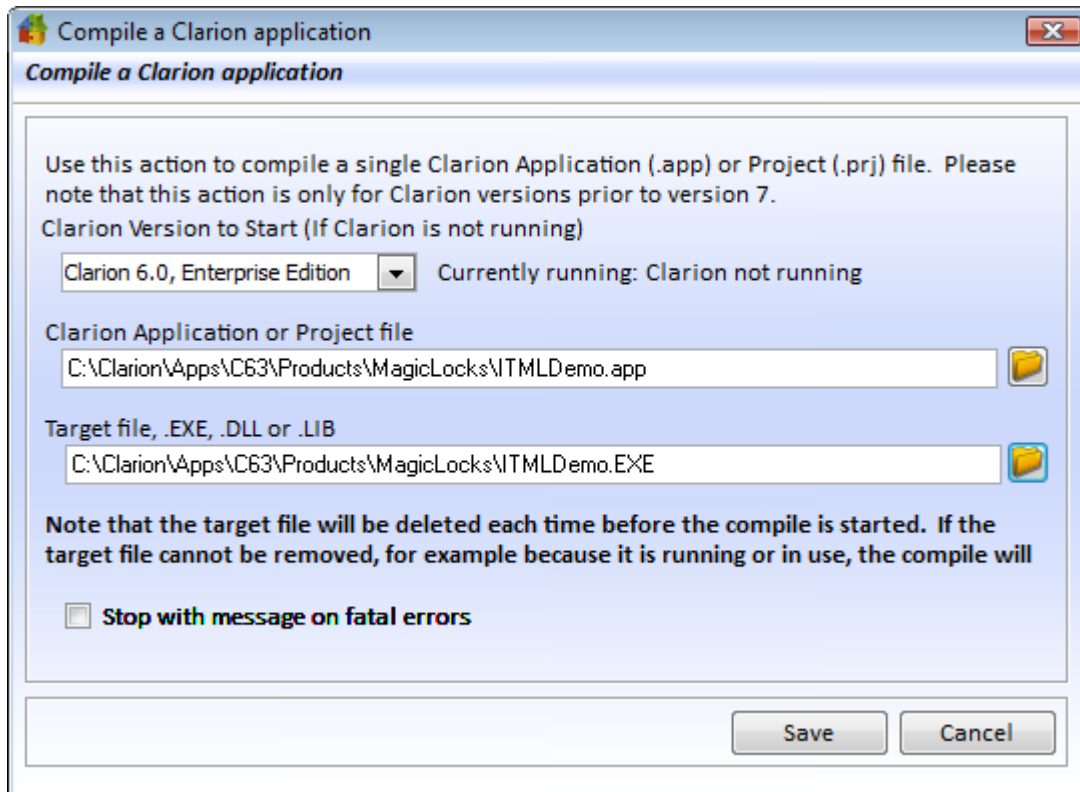 Compile a Clarion application
Compile a Clarion application
Use this action to compile a single Clarion Application (.app) or Project (.prj) file.  Please
note that this action is only for Clarion versions prior to version 7.
Clarion Version to Start (If Clarion is not running)
Clarion 6.0, Enterprise Edition Currently running: Clarion not running
Clarion Application or Project file
C:\Clarion\Apps\C63\Products\MagicLocks\ITMLDemo.app
Target file, .EXE, .DLL or .LIB
C:\Clarion\Apps\C63\Products\MagicLocks\ITMLDemo.EXE
Note that the target file will be deleted each time before the compile is started.  If the
target file cannot be removed, for example because it is running or in use, the compile will
Stop with message on fatal errors
Save Cancel